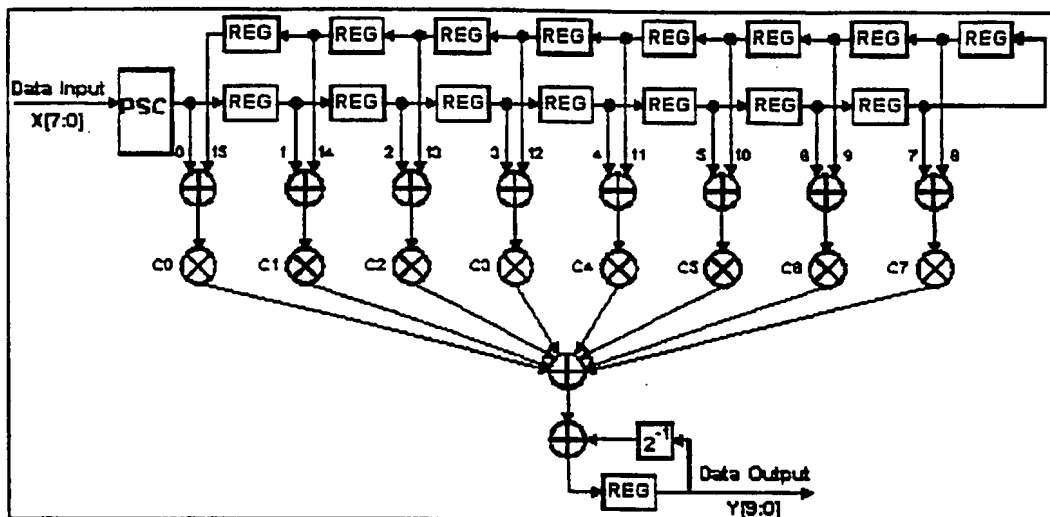 REG REG REG REG REG REG REG REG
Data Input
X[7:0]
PSC
REG REG REG REG REG REG REG
0 15 1 14 2 13 3 12 4 11 5 10 6 9 7 8
C0 C1 C2 C3 C4 C5 C6 C7
2⁻¹
REG
Data Output
Y[9:0]